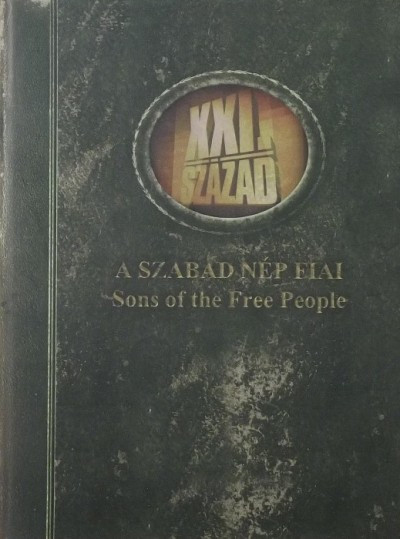 XXI.
SZÁZAD
A SZABAD NÉP FIAI
Sons of the Free People